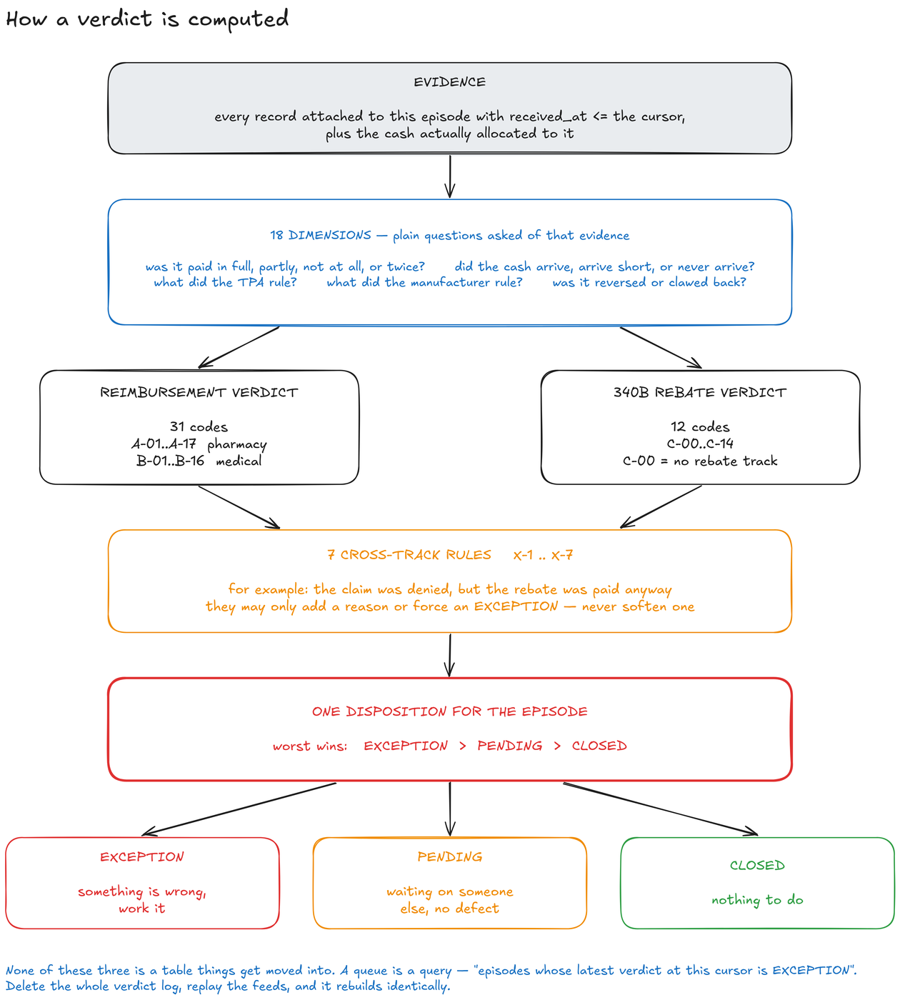 How a verdict is computed
EVIDENCE
every record attached to this episode with received_at <= the cursor,
plus the cash actually allocated to it
18 DIMENSIONS — plain questions asked of that evidence
was it paid in full, partly, not at all, or twice? did the cash arrive, arrive short, or never arrive?
what did the TPA rule? what did the manufacturer rule? was it reversed or clawed back?
REIMBURSEMENT VERDICT
31 codes
A-01..A-17 pharmacy
B-01..B-16 medical
340B REBATE VERDICT
12 codes
C-00..C-14
C-00 = no rebate track
7 CROSS-TRACK RULES X-1 .. X-7
for example: the claim was denied, but the rebate was paid anyway
they may only add a reason or force an EXCEPTION — never soften one
ONE DISPOSITION FOR THE EPISODE
worst wins: EXCEPTION > PENDING > CLOSED
EXCEPTION
something is wrong,
work it
PENDING
waiting on someone
else, no defect
CLOSED
nothing to do
None of these three is a table things get moved into. A queue is a query — "episodes whose latest verdict at this cursor is EXCEPTION".
Delete the whole verdict log, replay the feeds, and it rebuilds identically.